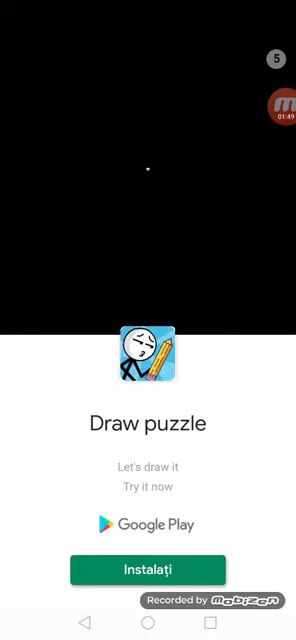 5
01:49
Draw puzzle
Let's draw it
Try it now
Google Play
Instalați
Recorded by mobizen